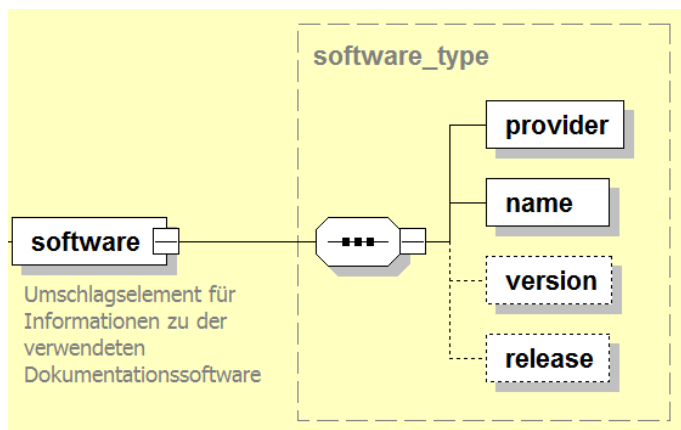 software_type
provider
name
software
version
release
Umschlagselement für
Informationen zu der
verwendeten
Dokumentationssoftware